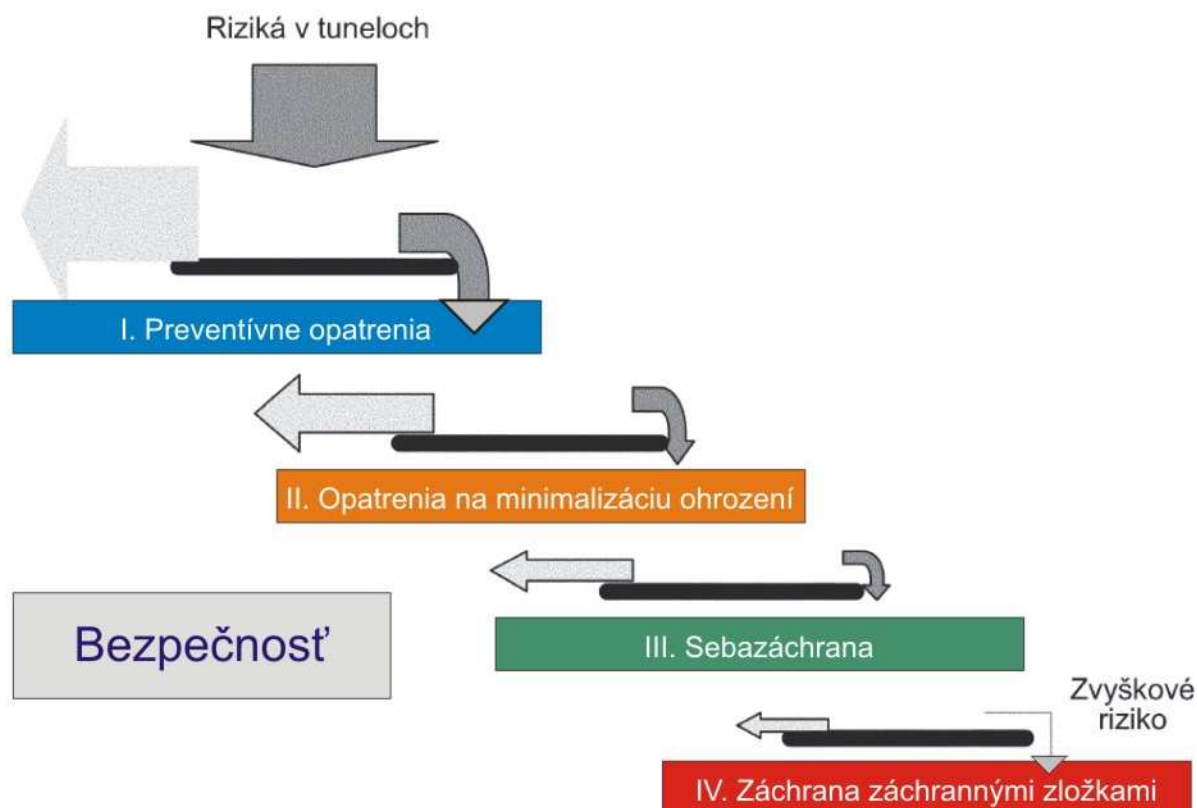 Riziká v tuneloch
I. Preventívne opatrenia
II. Opatrenia na minimalizáciu ohrození
Bezpečnosť
III. Sebazáchrana
Zvyškové
riziko
IV. Záchrana záchrannými zložkami